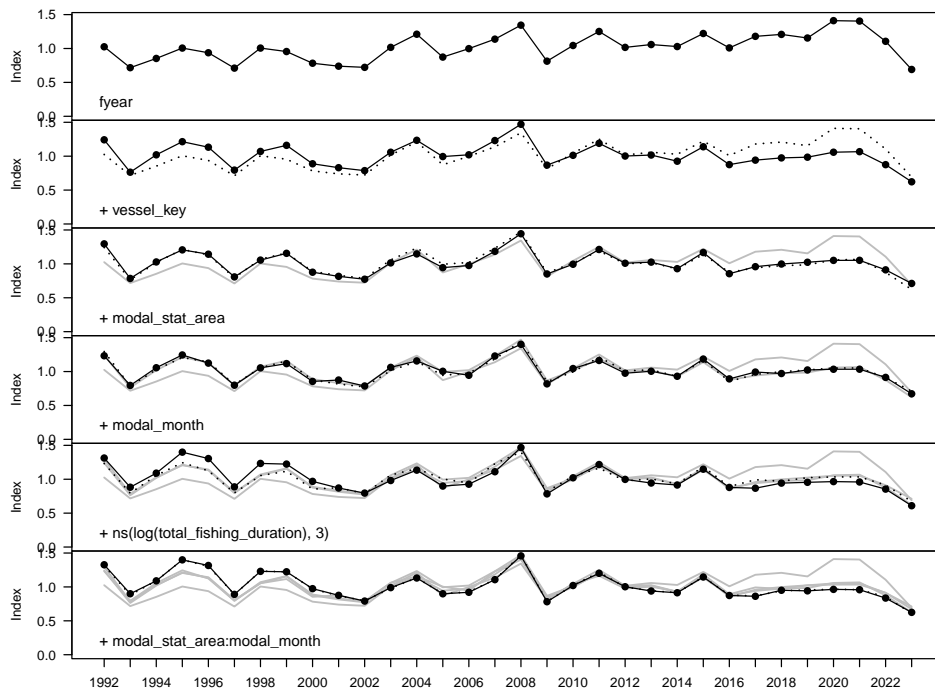 1.5
1.0
Index
0.5
fyear
0.0
1.5
1.0
Index
0.5
+ vessel_key
0.0
1.5
1.0
Index
0.5
+ modal_stat_area
0.0
1.5
1.0
Index
0.5
+ modal_month
0.0
1.5
1.0
Index
0.5
+ ns(log(total_fishing_duration), 3)
0.0
1.5
1.0
Index
0.5
+ modal_stat_area:modal_month
0.0
1992 1994 1996 1998 2000 2002 2004 2006 2008 2010 2012 2014 2016 2018 2020 2022